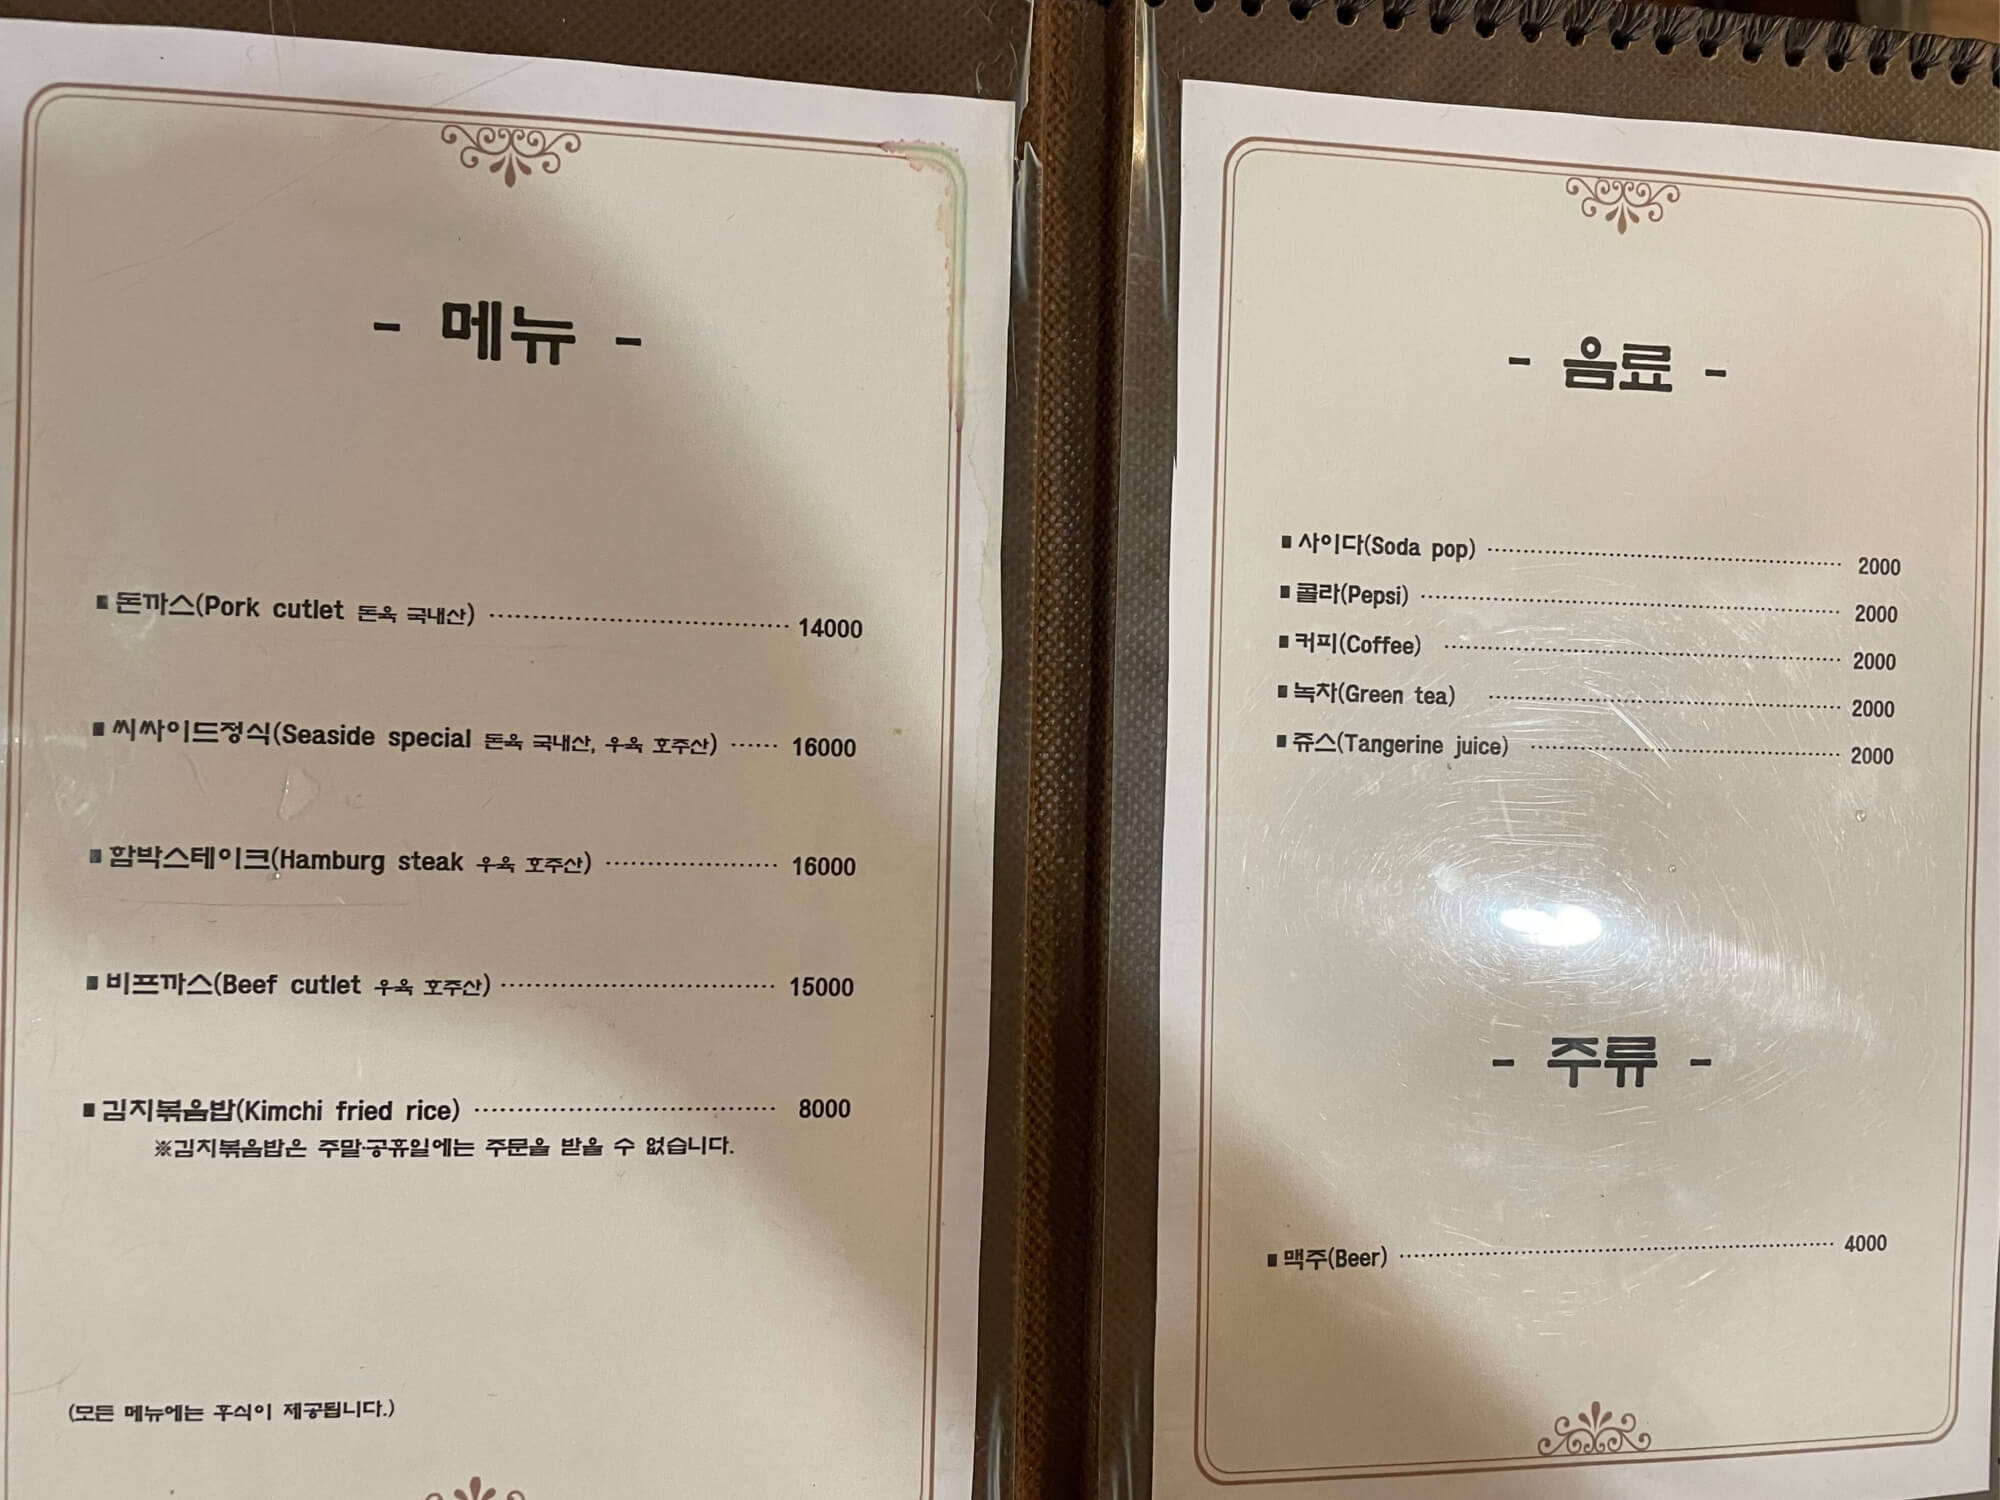 - 메뉴 -
■ 돈까스(Pork cutlet 돈육 국내산) 14000
■ 씨싸이드정식(Seaside special 돈육 국내산, 우육 호주산) 16000
■ 함박스테이크(Hamburg steak 우육 호주산) 16000
■ 비프까스(Beef cutlet 우육 호주산) 15000
■ 김치볶음밥(Kimchi fried rice) 8000
※김치볶음밥은 주말·공휴일에는 주문을 받을 수 없습니다.
(모든 메뉴에는 후식이 제공됩니다.)
- 음료 -
■ 사이다(Soda pop) 2000
■ 콜라(Pepsi) 2000
■ 커피(Coffee) 2000
■ 녹차(Green tea) 2000
■ 쥬스(Tangerine juice) 2000
- 주류 -
■ 맥주(Beer) 4000